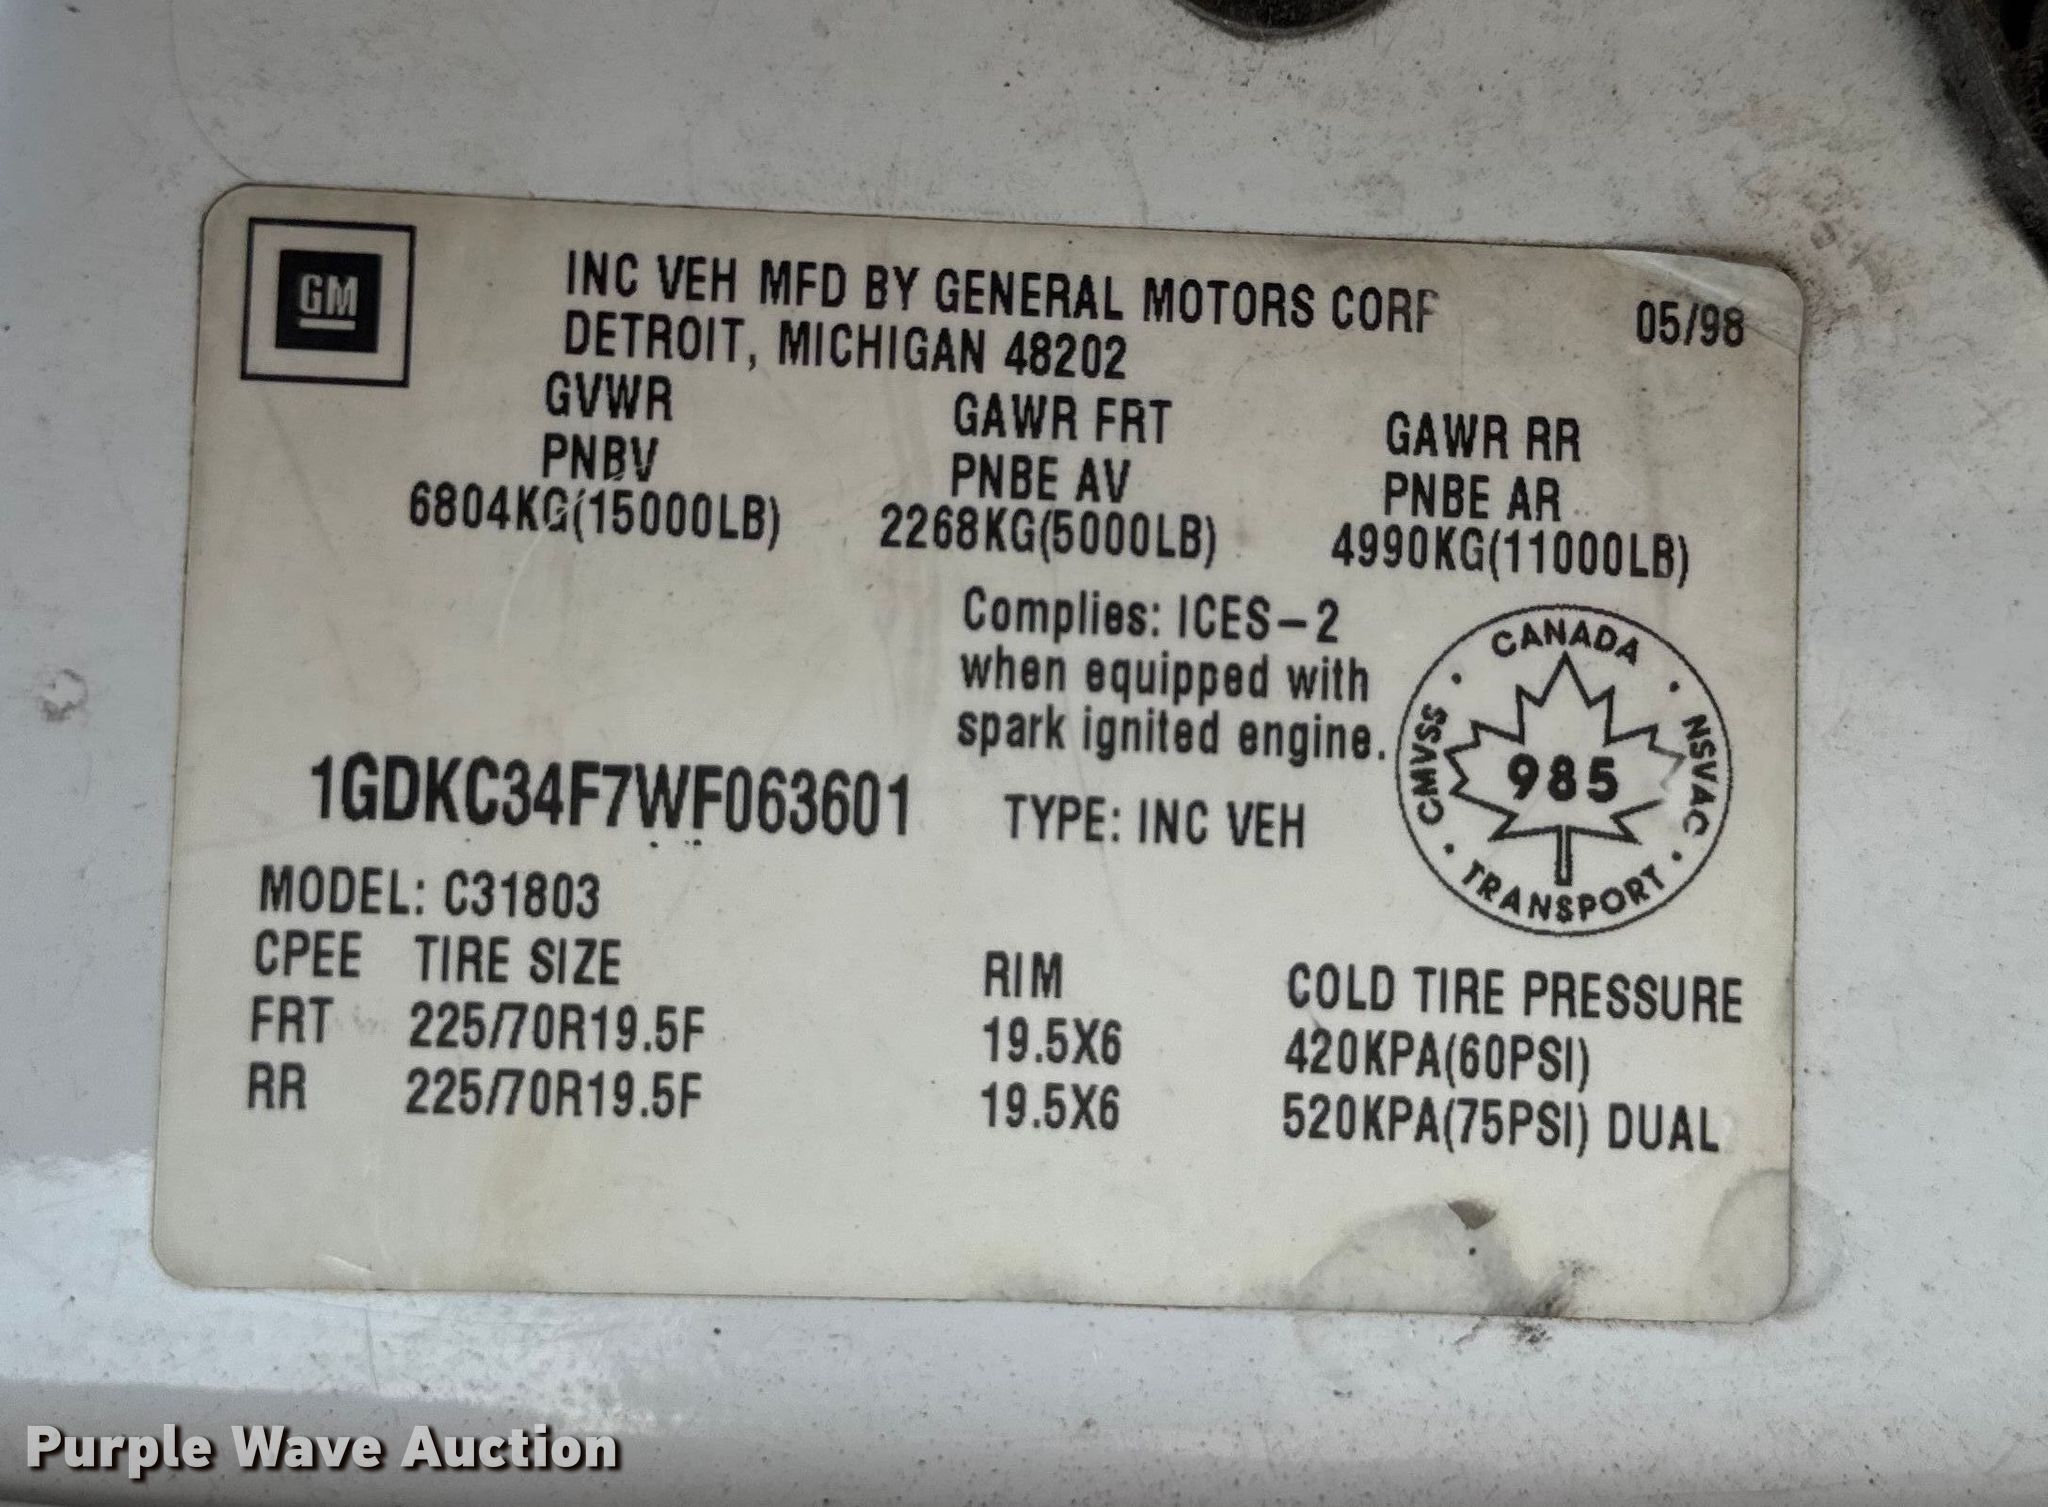 GM
INC VEH MFD BY GENERAL MOTORS CORP 05/98
DETROIT, MICHIGAN 48202
GVWR GAWR FRT GAWR RR
PNBV PNBE AV PNBE AR
6804KG(15000LB) 2268KG(5000LB) 4990KG(11000LB)
Complies: ICES-2
when equipped with
spark ignited engine.
CANADA
CMVSS · 985 · NSVAC
TRANSPORT
1GDKC34F7WF063601 TYPE: INC VEH
MODEL: C31803
CPEE TIRE SIZE RIM COLD TIRE PRESSURE
FRT 225/70R19.5F 19.5X6 420KPA(60PSI)
RR 225/70R19.5F 19.5X6 520KPA(75PSI) DUAL
Purple Wave Auction